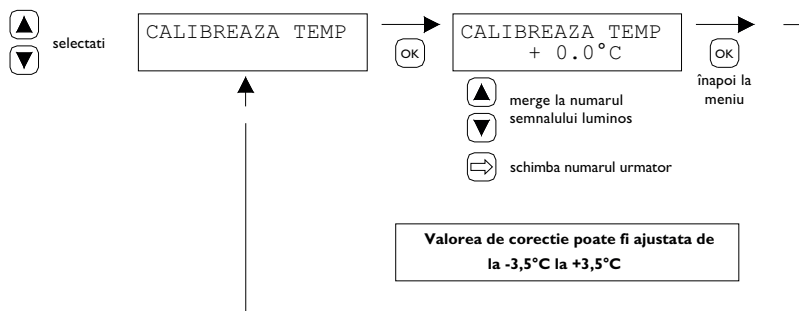 selectati
CALIBREAZA TEMP
OK
CALIBREAZA TEMP
+ 0.0°C
OK
înapoi la
meniu
merge la numarul
semnalului luminos
schimba numarul urmator
Valorea de corectie poate fi ajustata de
la -3,5°C la +3,5°C